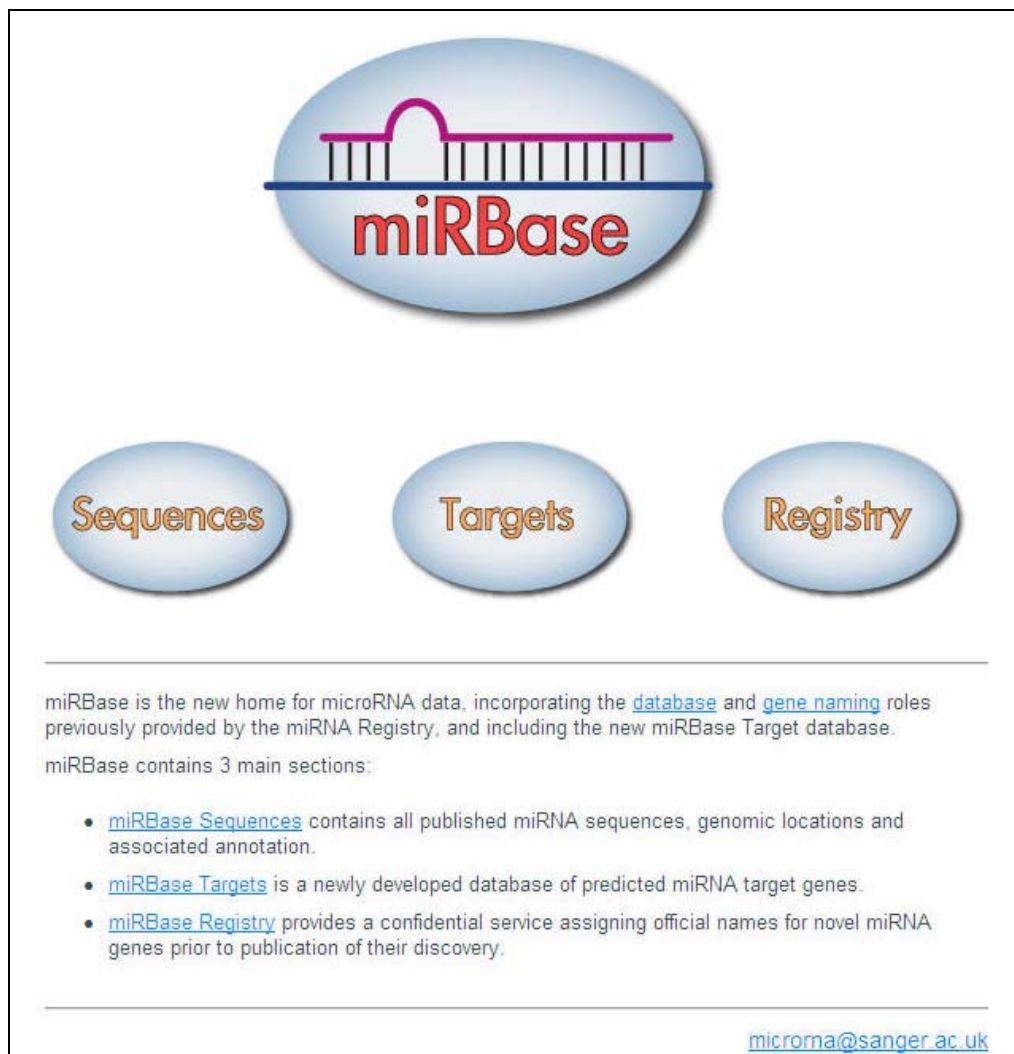 miRBase
Sequences
Targets
Registry
miRBase is the new home for microRNA data, incorporating the database and gene naming roles
previously provided by the miRNA Registry, and including the new miRBase Target database.
miRBase contains 3 main sections:
• miRBase Sequences contains all published miRNA sequences, genomic locations and
associated annotation.
• miRBase Targets is a newly developed database of predicted miRNA target genes.
• miRBase Registry provides a confidential service assigning official names for novel miRNA
genes prior to publication of their discovery.
microrna@sanger.ac.uk